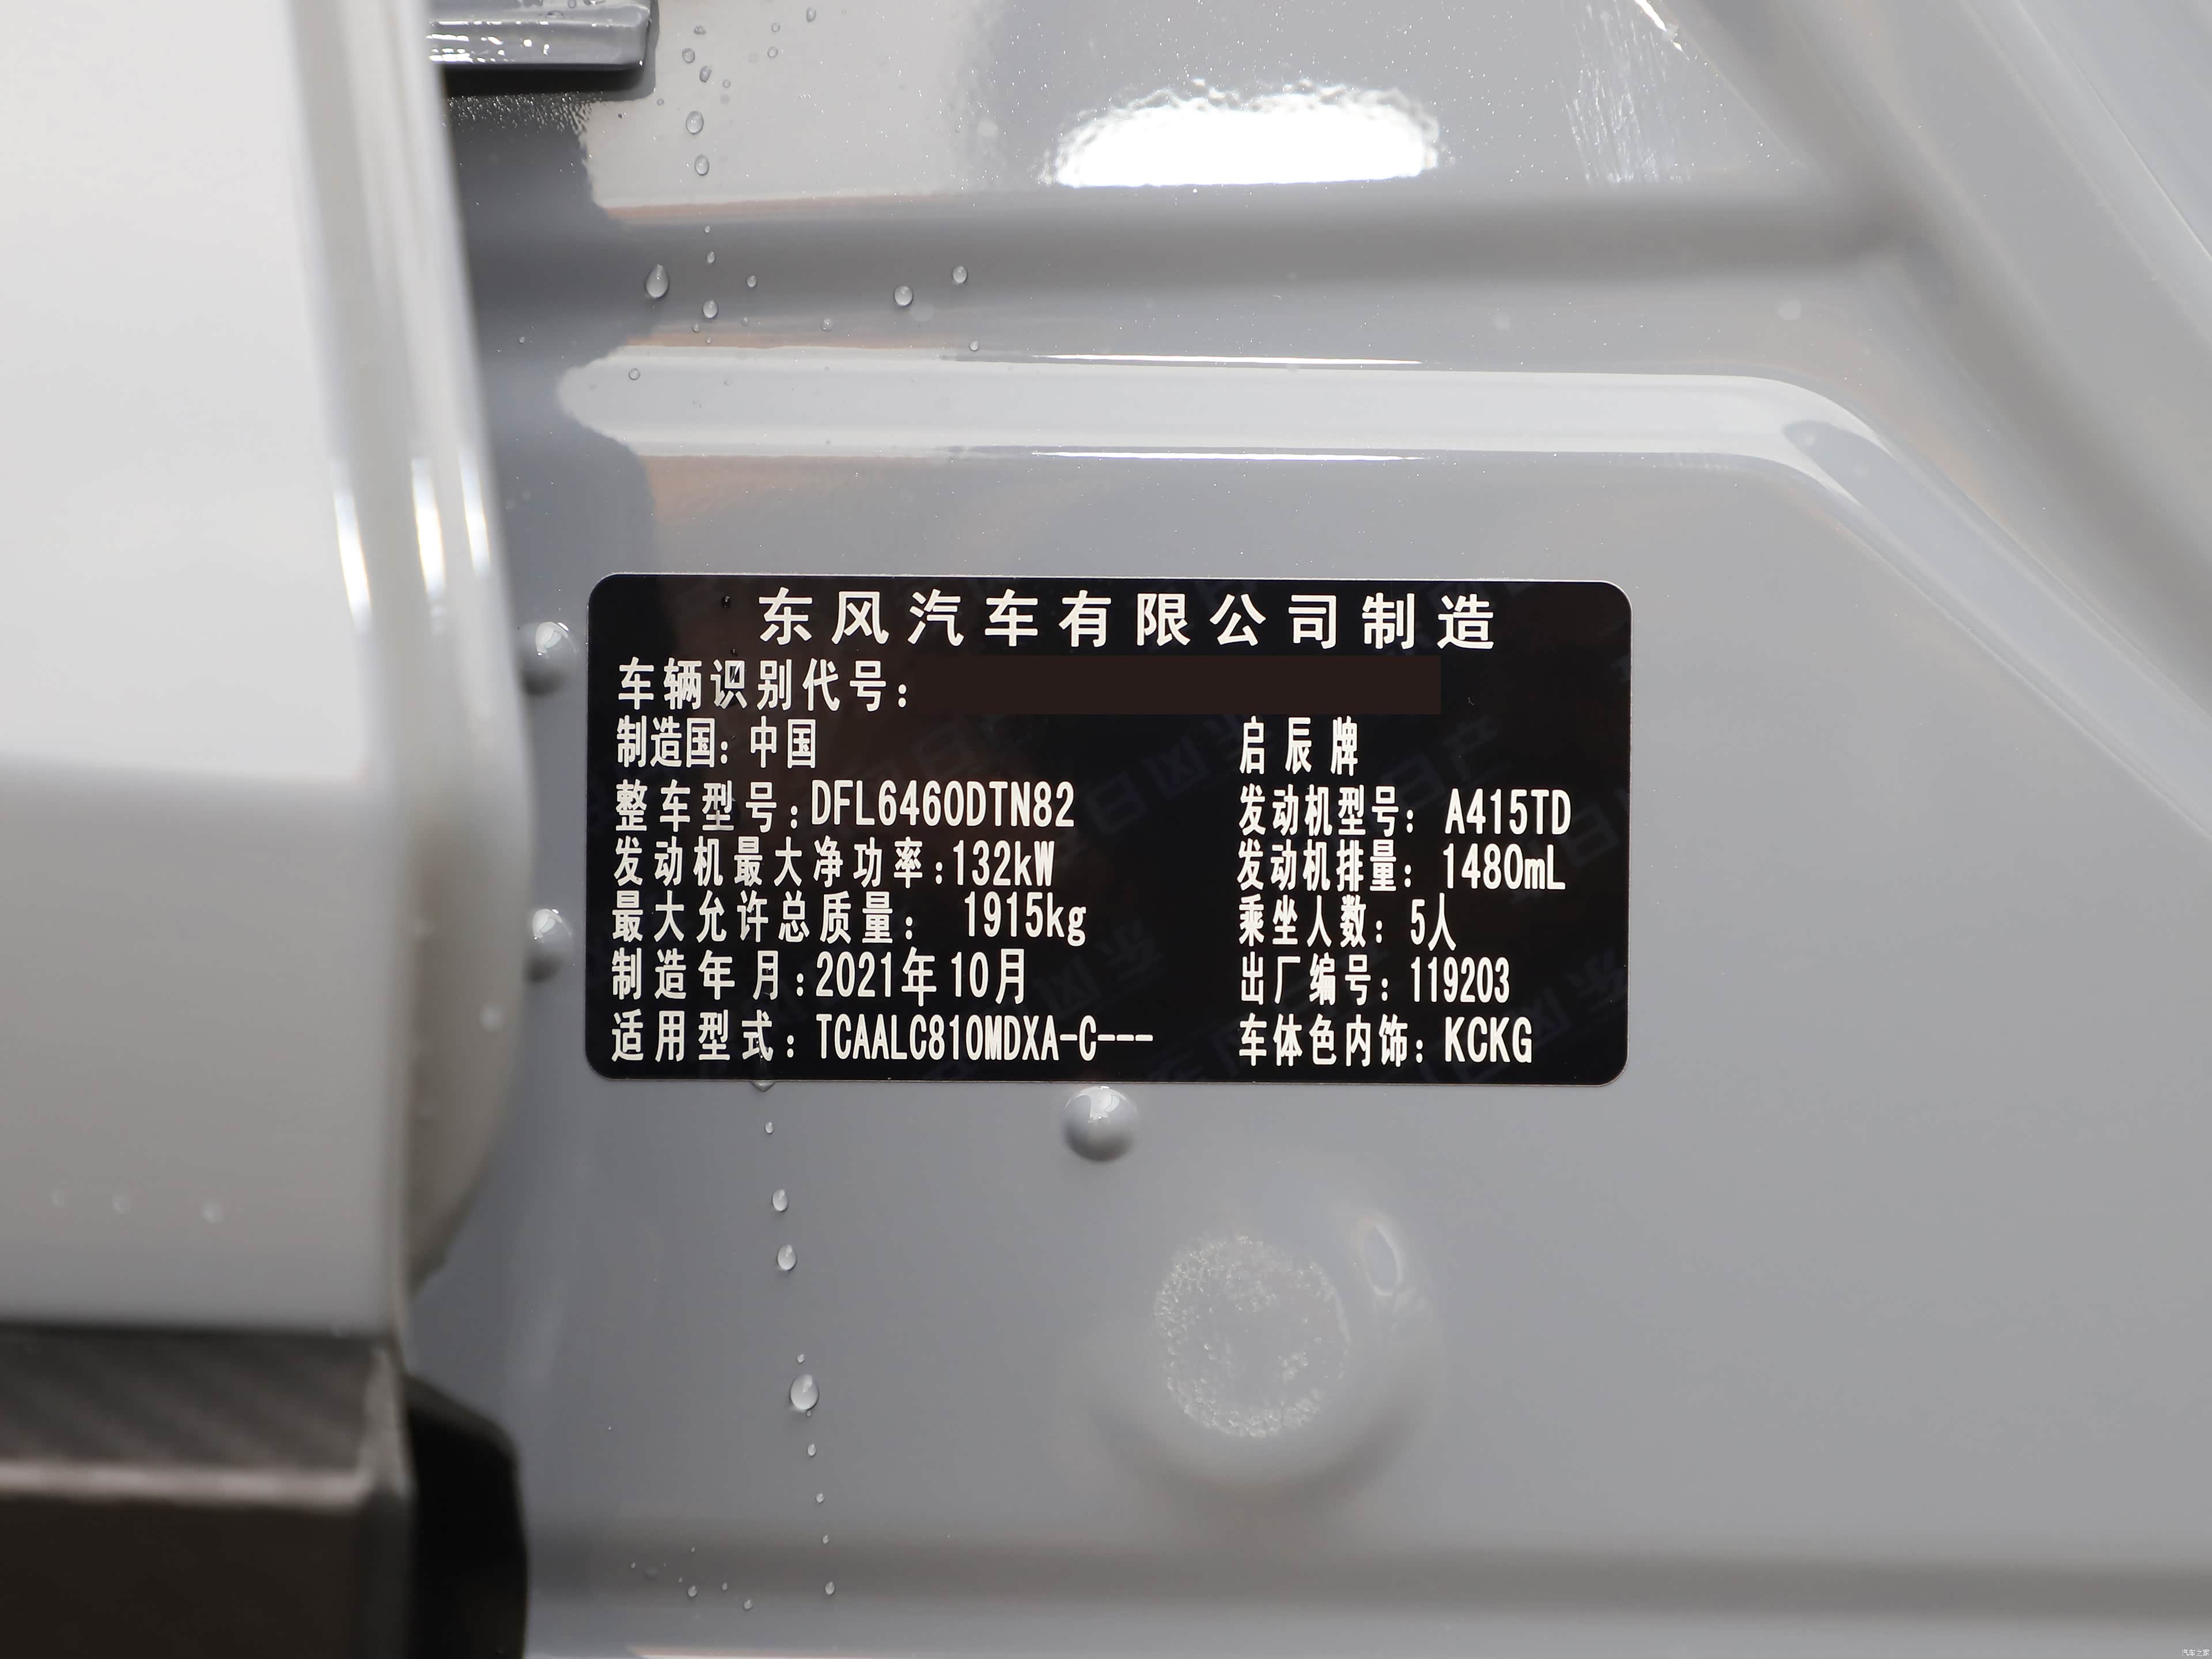 东风汽车有限公司制造
车辆识别代号:
制造国: 中国 启辰牌
整车型号:DFL6460DTN82 发动机型号: A415TD
发动机最大净功率:132kW 发动机排量: 1480mL
最大允许总质量: 1915kg 乘坐人数: 5人
制造年月:2021年10月 出厂编号: 119203
适用型式: TCAALC810MDXA-C--- 车体色内饰: KCKG
汽车之家